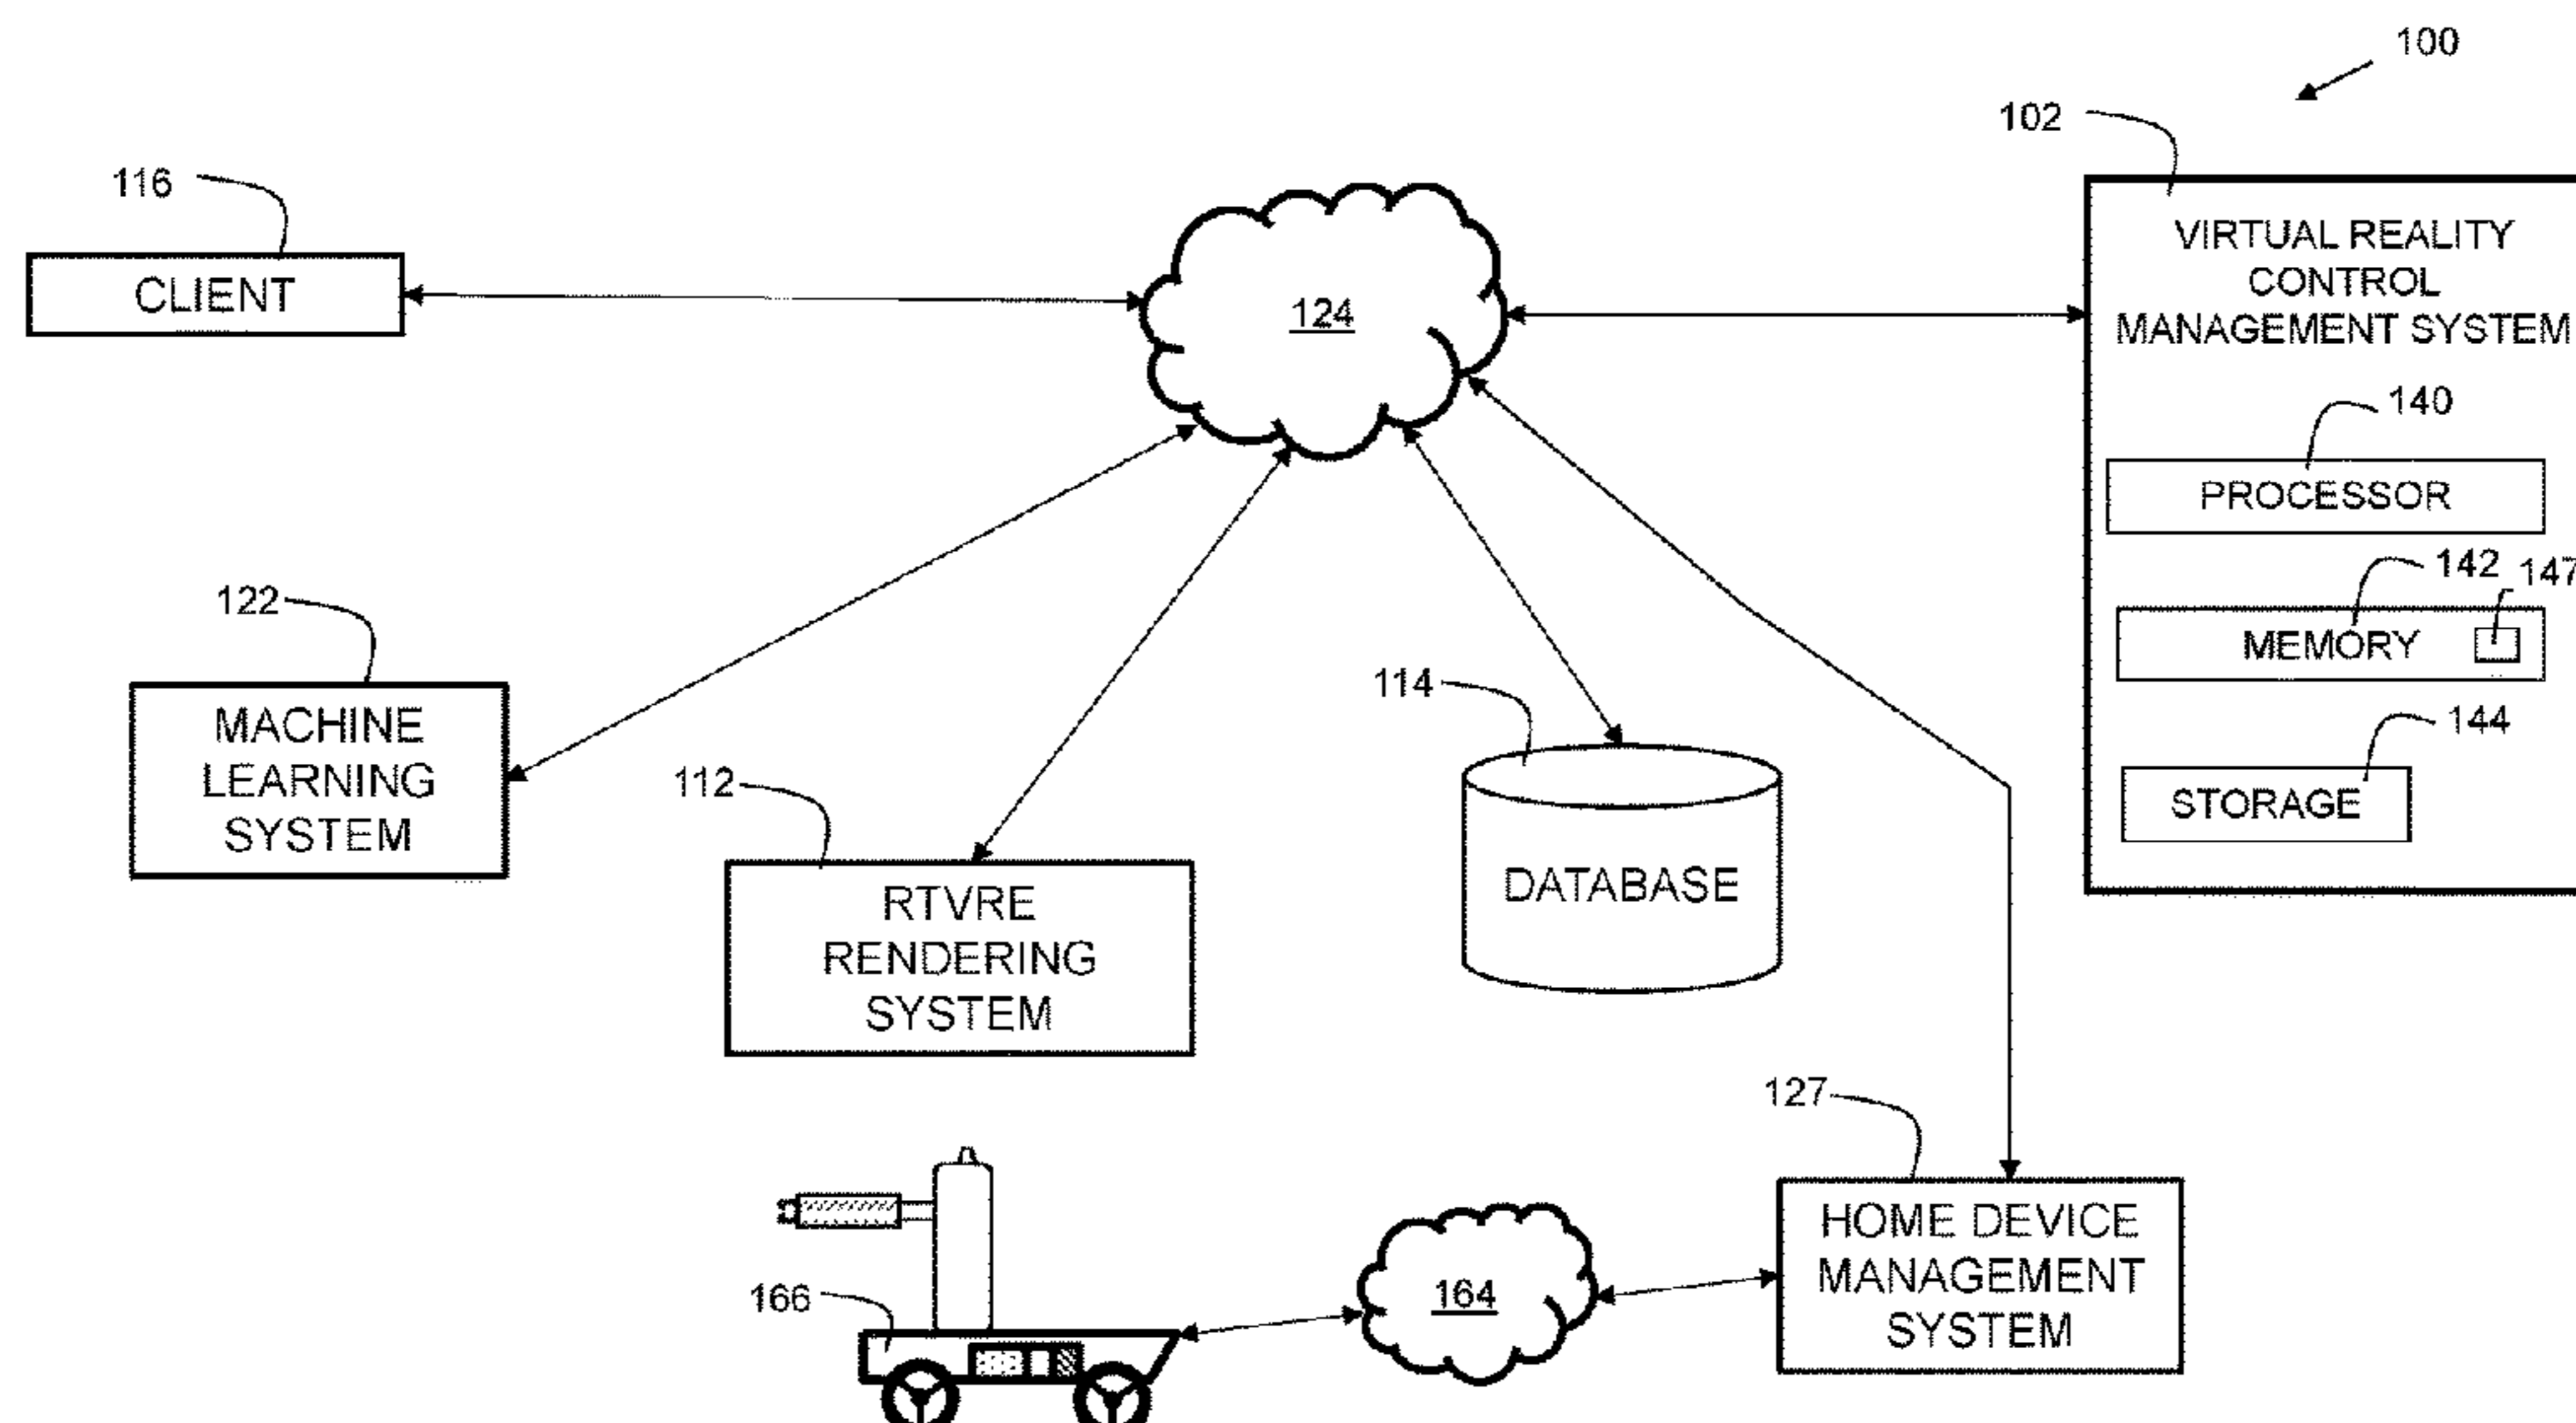 100
102
116
VIRTUAL REALITY
CONTROL
MANAGEMENT SYSTEM
CLIENT
124
140
PROCESSOR
142
147
MEMORY
122
114
144
MACHINE
LEARNING
SYSTEM
112
STORAGE
RTVRE
RENDERING
SYSTEM
DATABASE
127
HOME DEVICE
MANAGEMENT
SYSTEM
166
164